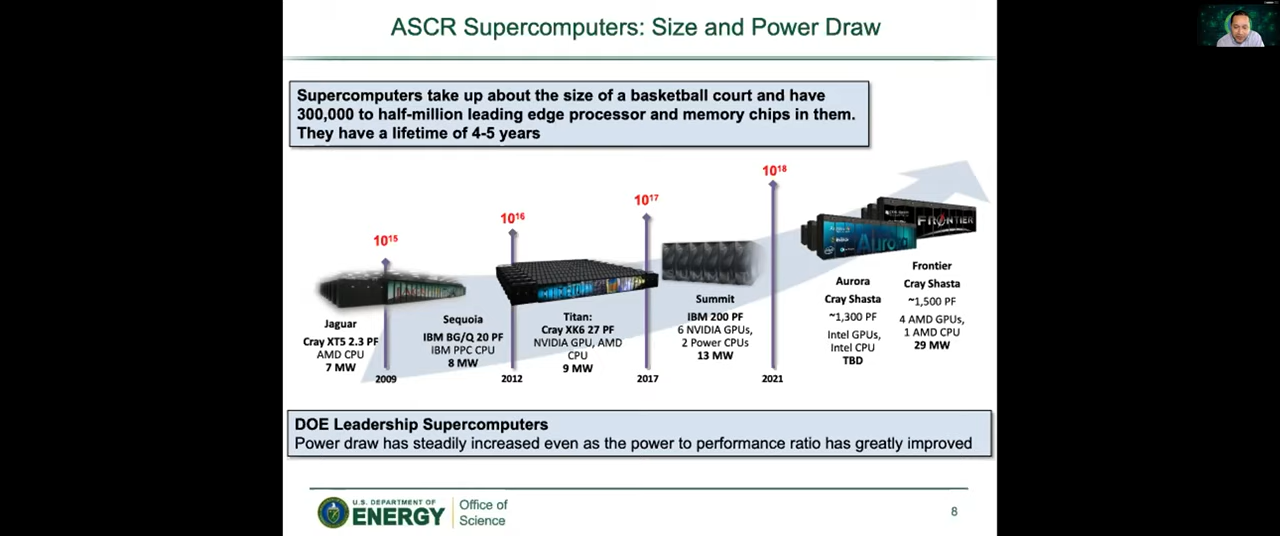 ASCR Supercomputers: Size and Power Draw
Supercomputers take up about the size of a basketball court and have
300,000 to half-million leading edge processor and memory chips in them.
They have a lifetime of 4-5 years
10¹⁵
10¹⁶
10¹⁷
10¹⁸
Jaguar
Cray XT5 2.3 PF
AMD CPU
7 MW
2009
Sequoia
IBM BG/Q 20 PF
IBM PPC CPU
8 MW
2012
Titan:
Cray XK6 27 PF
NVIDIA GPU, AMD
CPU
9 MW
2017
Summit
IBM 200 PF
6 NVIDIA GPUs,
2 Power CPUs
13 MW
2021
Aurora
Aurora
Cray Shasta
~1,300 PF
Intel GPUs,
Intel CPU
TBD
FRONTIER
Frontier
Cray Shasta
~1,500 PF
4 AMD GPUs,
1 AMD CPU
29 MW
DOE Leadership Supercomputers
Power draw has steadily increased even as the power to performance ratio has greatly improved
U.S. DEPARTMENT OF
ENERGY
Office of
Science
8